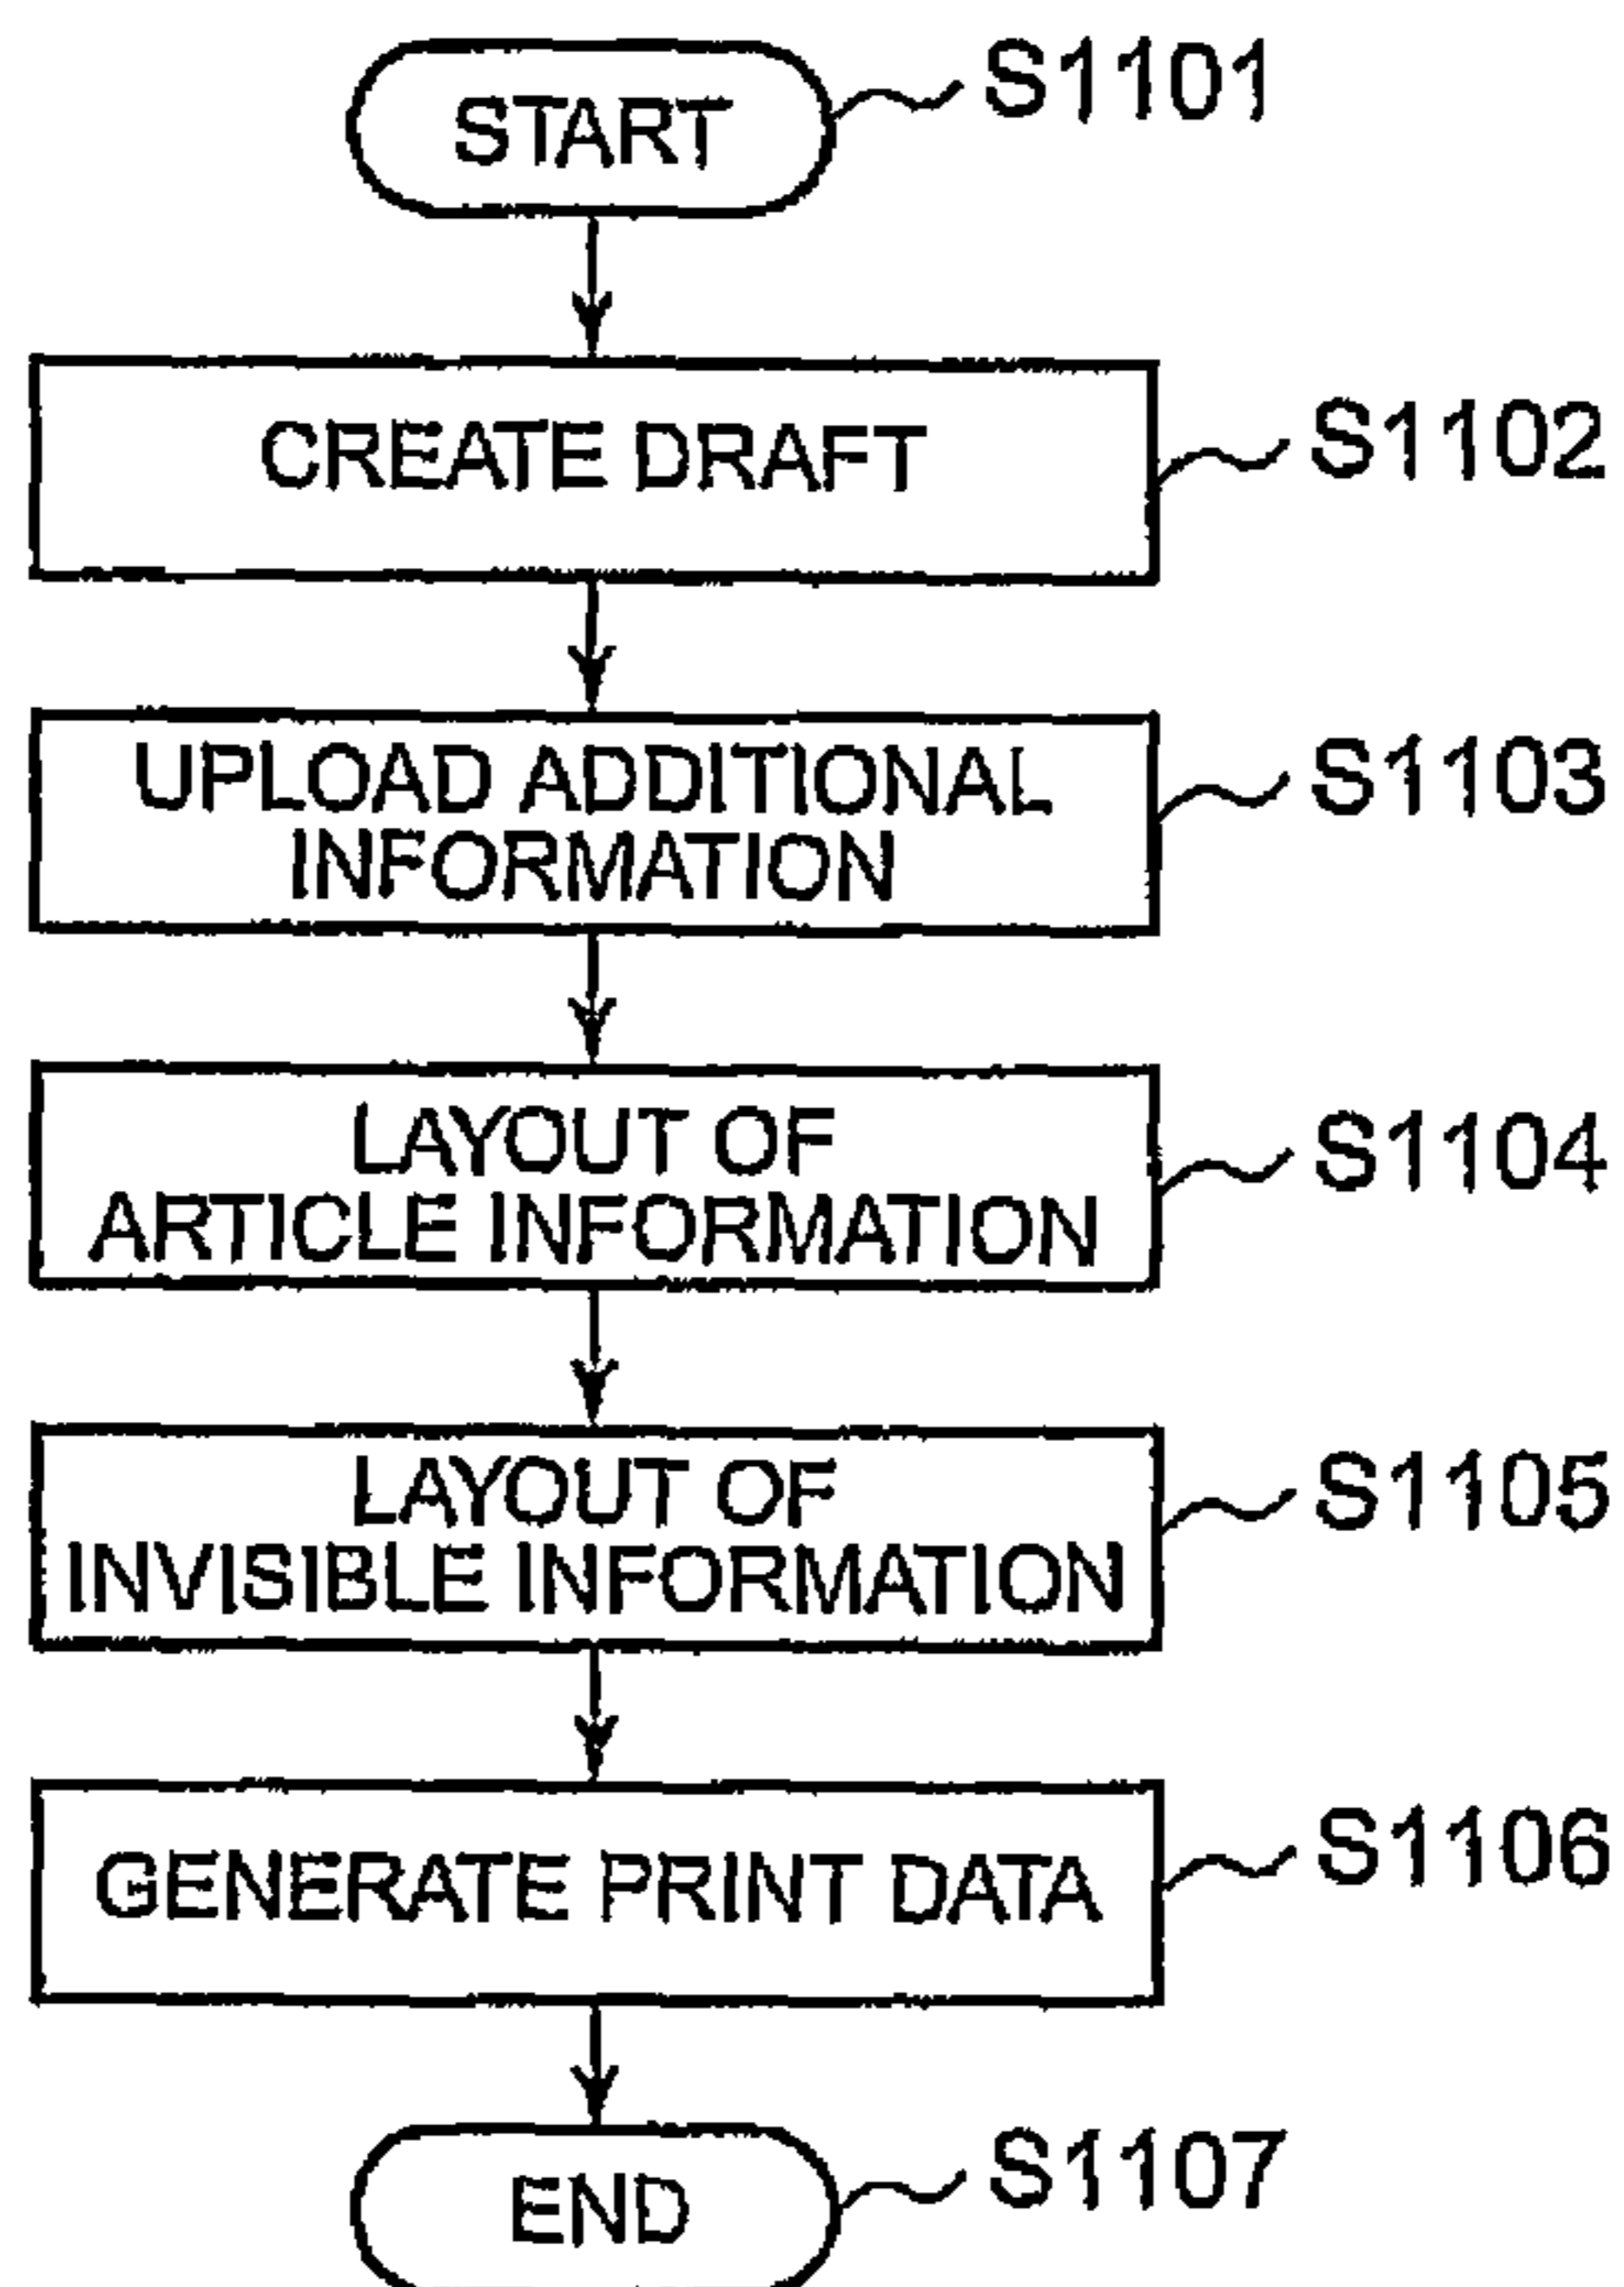 START
S1101
CREATE DRAFT
S1102
UPLOAD ADDITIONAL
INFORMATION
S1103
LAYOUT OF
ARTICLE INFORMATION
S1104
LAYOUT OF
INVISIBLE INFORMATION
S1105
GENERATE PRINT DATA
S1106
END
S1107